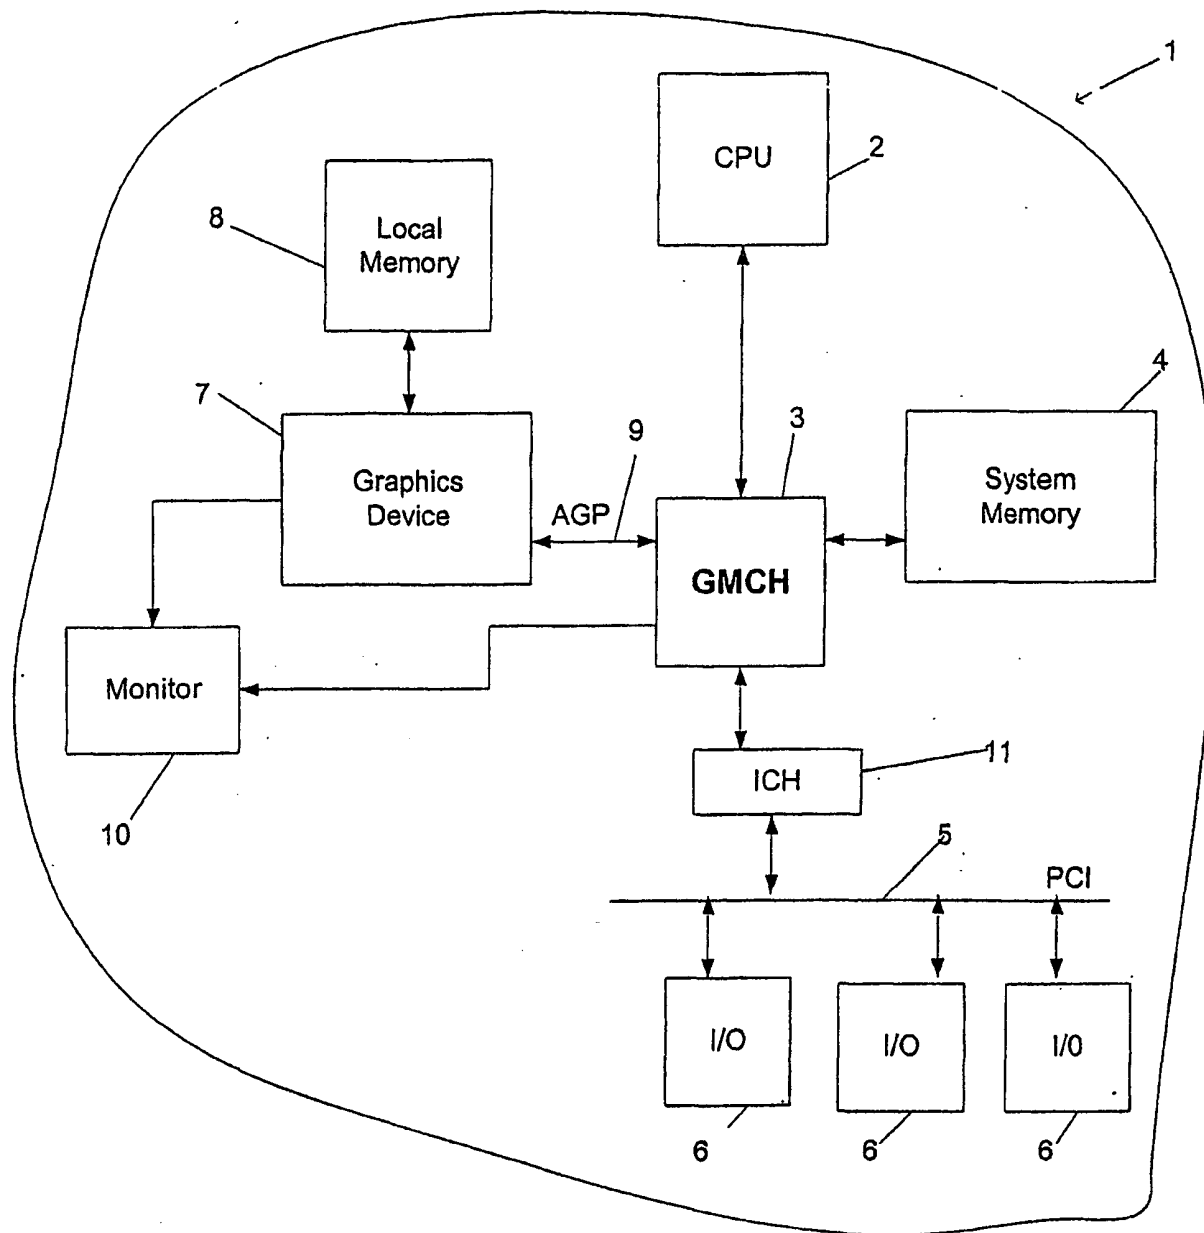 1
CPU
2
Local
Memory
8
4
7
Graphics
Device
9
AGP
3
GMCH
System
Memory
Monitor
10
ICH
11
5
PCI
I/O
I/O
I/0
6
6
6